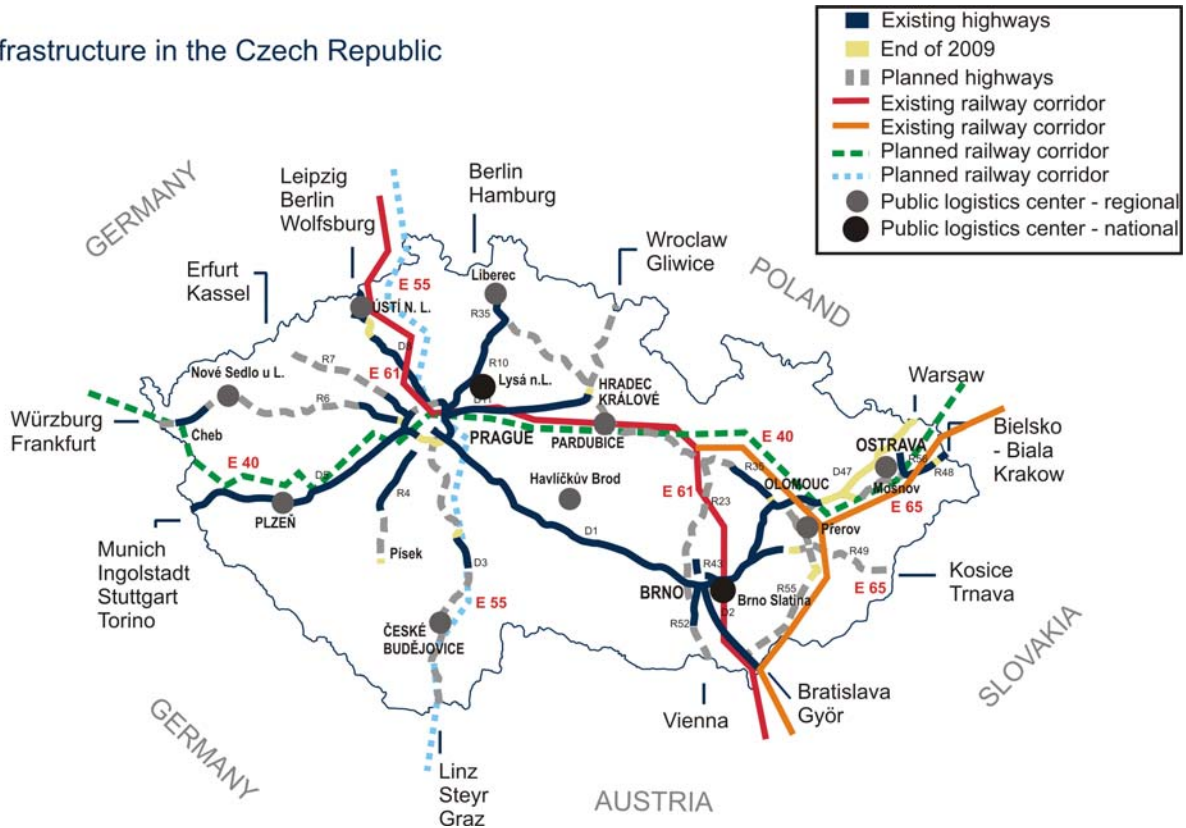 frastructure in the Czech Republic
Existing highways
End of 2009
Planned highways
Existing railway corridor
Existing railway corridor
Planned railway corridor
Planned railway corridor
Public logistics center - regional
Public logistics center - national
GERMANY
Leipzig
Berlin
Wolfsburg
Berlin
Hamburg
Wroclaw
Gliwice
POLAND
Erfurt
Kassel
E 55
Liberec
ÚSTÍ N. L.
R35
D8
R7
R10
E 61
Nové Sedlo u L.
R6
Lysá n.L.
D11
HRADEC
KRÁLOVÉ
Warsaw
Würzburg
Frankfurt
Cheb
PRAGUE
PARDUBICE
E 40
OSTRAVA
Bielsko
- Biala
Krakow
E 40
D5
R35
OLOMOUC
D47
R56
R48
Mošnov
Havlíčkův Brod
E 61
R23
E 65
R4
PLZEŇ
Přerov
D1
Písek
Munich
Ingolstadt
Stuttgart
Torino
D3
R43
R49
BRNO
Brno Slatina
R55
E 65
Kosice
Trnava
E 55
D2
R52
ČESKÉ
BUDĚJOVICE
SLOVAKIA
Vienna
Bratislava
Györ
GERMANY
Linz
Steyr
Graz
AUSTRIA